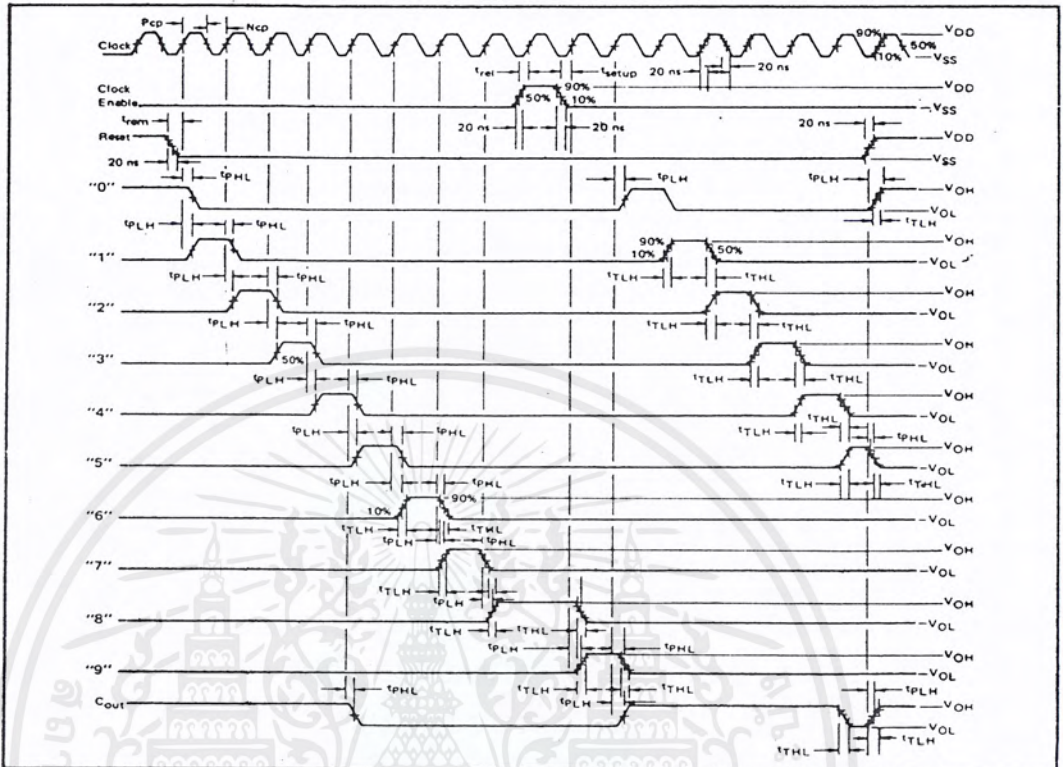 Pcp Ncp
Clock 90% VDD 50% 10% VSS
trel tsetup 20 ns 20 ns
Clock Enable 50% 90% 10% VDD VSS
trem 20 ns 20 ns 20 ns
Reset VDD VSS
20 ns tPHL tPLH tPLH
"0" VOH VOL
tPLH tPHL tTLH
"1" 90% 10% 50% VOH VOL
tPLH tPHL tTLH tTHL
"2" VOH VOL
tPLH tPHL tTLH tTHL
"3" 50% VOH VOL
tPLH tPHL tTLH tTHL
"4" VOH VOL
tPLH tPHL tTHL tPHL
"5" VOH VOL
tPLH tPHL tTLH tTHL
"6" 10% 90% VOH VOL
tTLH tTHL
tPLH tPHL
"7" VOH VOL
tTLH tPLH
"8" VOH VOL
tTLH tTHL
tPLH tPHL
"9" VOH VOL
tTLH tTHL
tPLH
Cout tPHL tPLH VOH VOL
tTHL tTLH